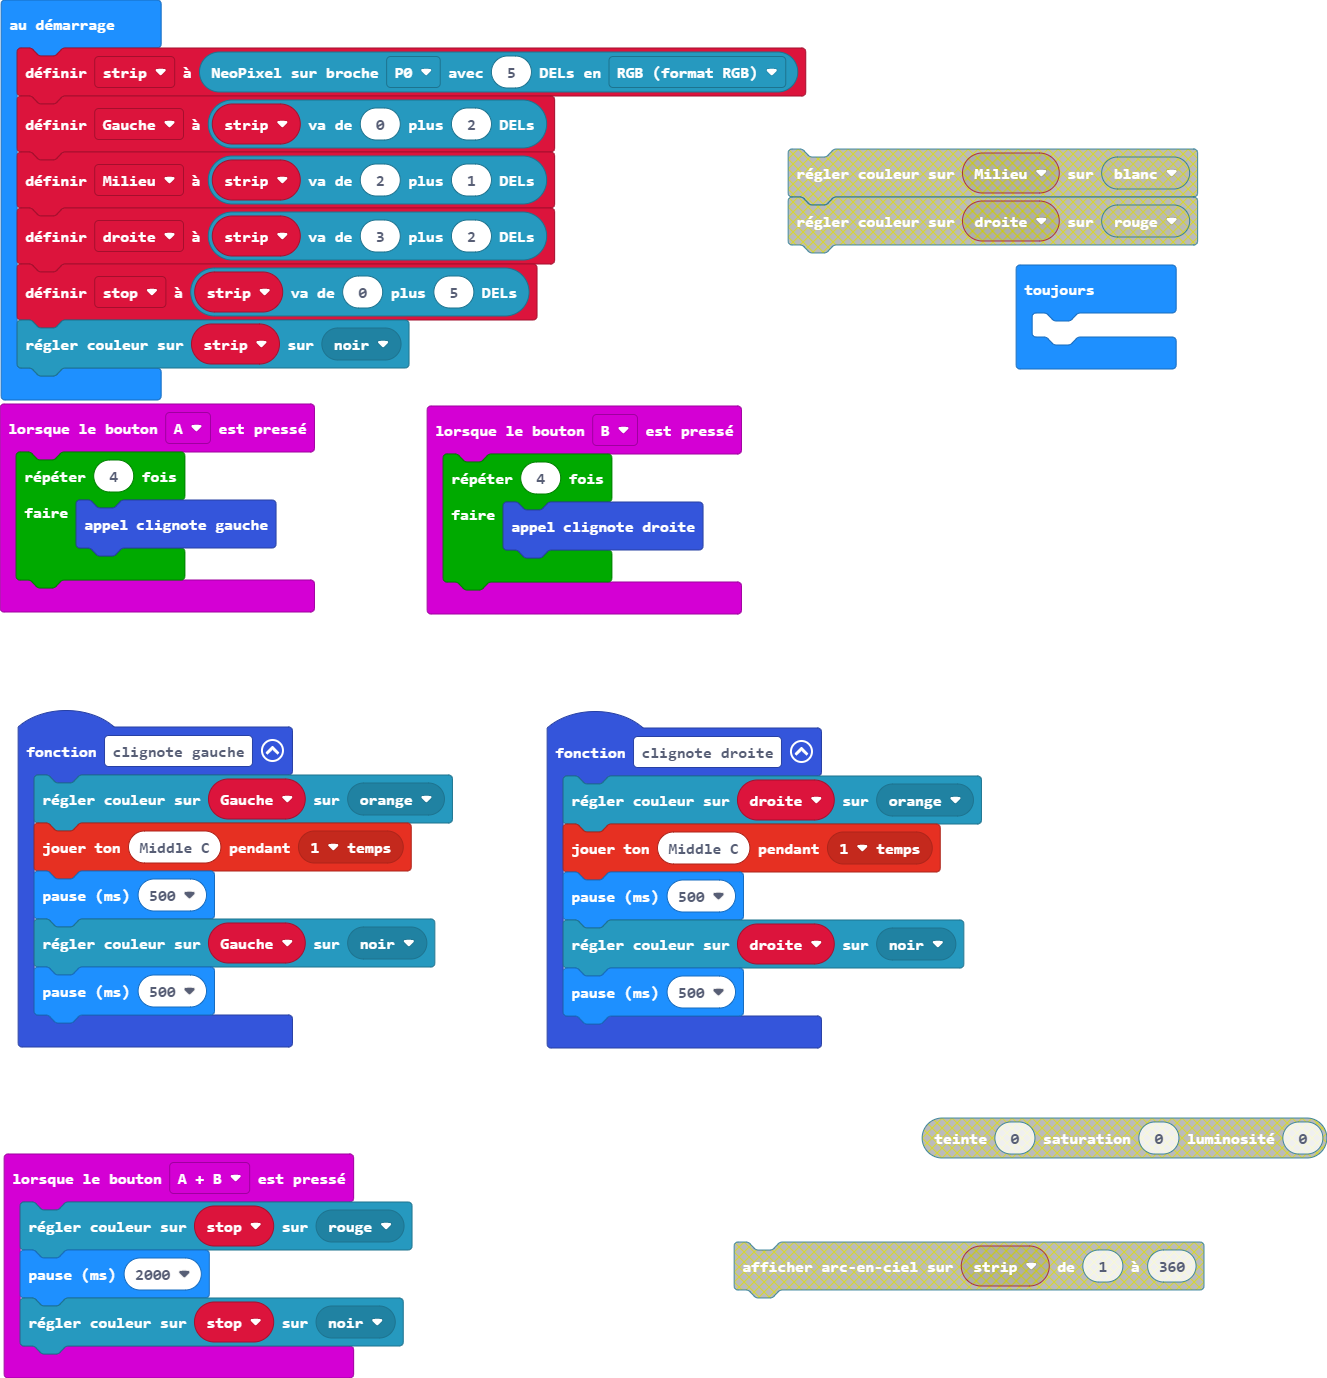 au démarrage
définir strip à NeoPixel sur broche P0 avec 5 DELs en RGB (format RGB)
définir Gauche à strip va de 0 plus 2 DELs
définir Milieu à strip va de 2 plus 1 DELs
définir droite à strip va de 3 plus 2 DELs
définir stop à strip va de 0 plus 5 DELs
régler couleur sur strip sur noir
régler couleur sur Milieu sur blanc
régler couleur sur droite sur rouge
toujours
lorsque le bouton A est pressé
répéter 4 fois
faire appel clignote gauche
lorsque le bouton B est pressé
répéter 4 fois
faire appel clignote droite
fonction clignote gauche
régler couleur sur Gauche sur orange
jouer ton Middle C pendant 1 temps
pause (ms) 500
régler couleur sur Gauche sur noir
pause (ms) 500
fonction clignote droite
régler couleur sur droite sur orange
jouer ton Middle C pendant 1 temps
pause (ms) 500
régler couleur sur droite sur noir
pause (ms) 500
lorsque le bouton A + B est pressé
régler couleur sur stop sur rouge
pause (ms) 2000
régler couleur sur stop sur noir
teinte 0 saturation 0 luminosité 0
afficher arc-en-ciel sur strip de 1 à 360